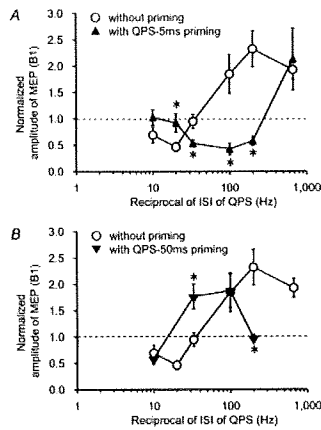 A
without priming
with QPS-5ms priming
Normalized
amplitude of MEP (B1)
3.0
2.5
2.0
1.5
1.0
0.5
0.0
*
*
*
*
*
1
10
100
1,000
Reciprocal of ISI of QPS (Hz)
B
without priming
with QPS-50ms priming
Normalized
amplitude of MEP (B1)
3.0
2.5
2.0
1.5
1.0
0.5
0.0
*
*
1
10
100
1,000
Reciprocal of ISI of QPS (Hz)